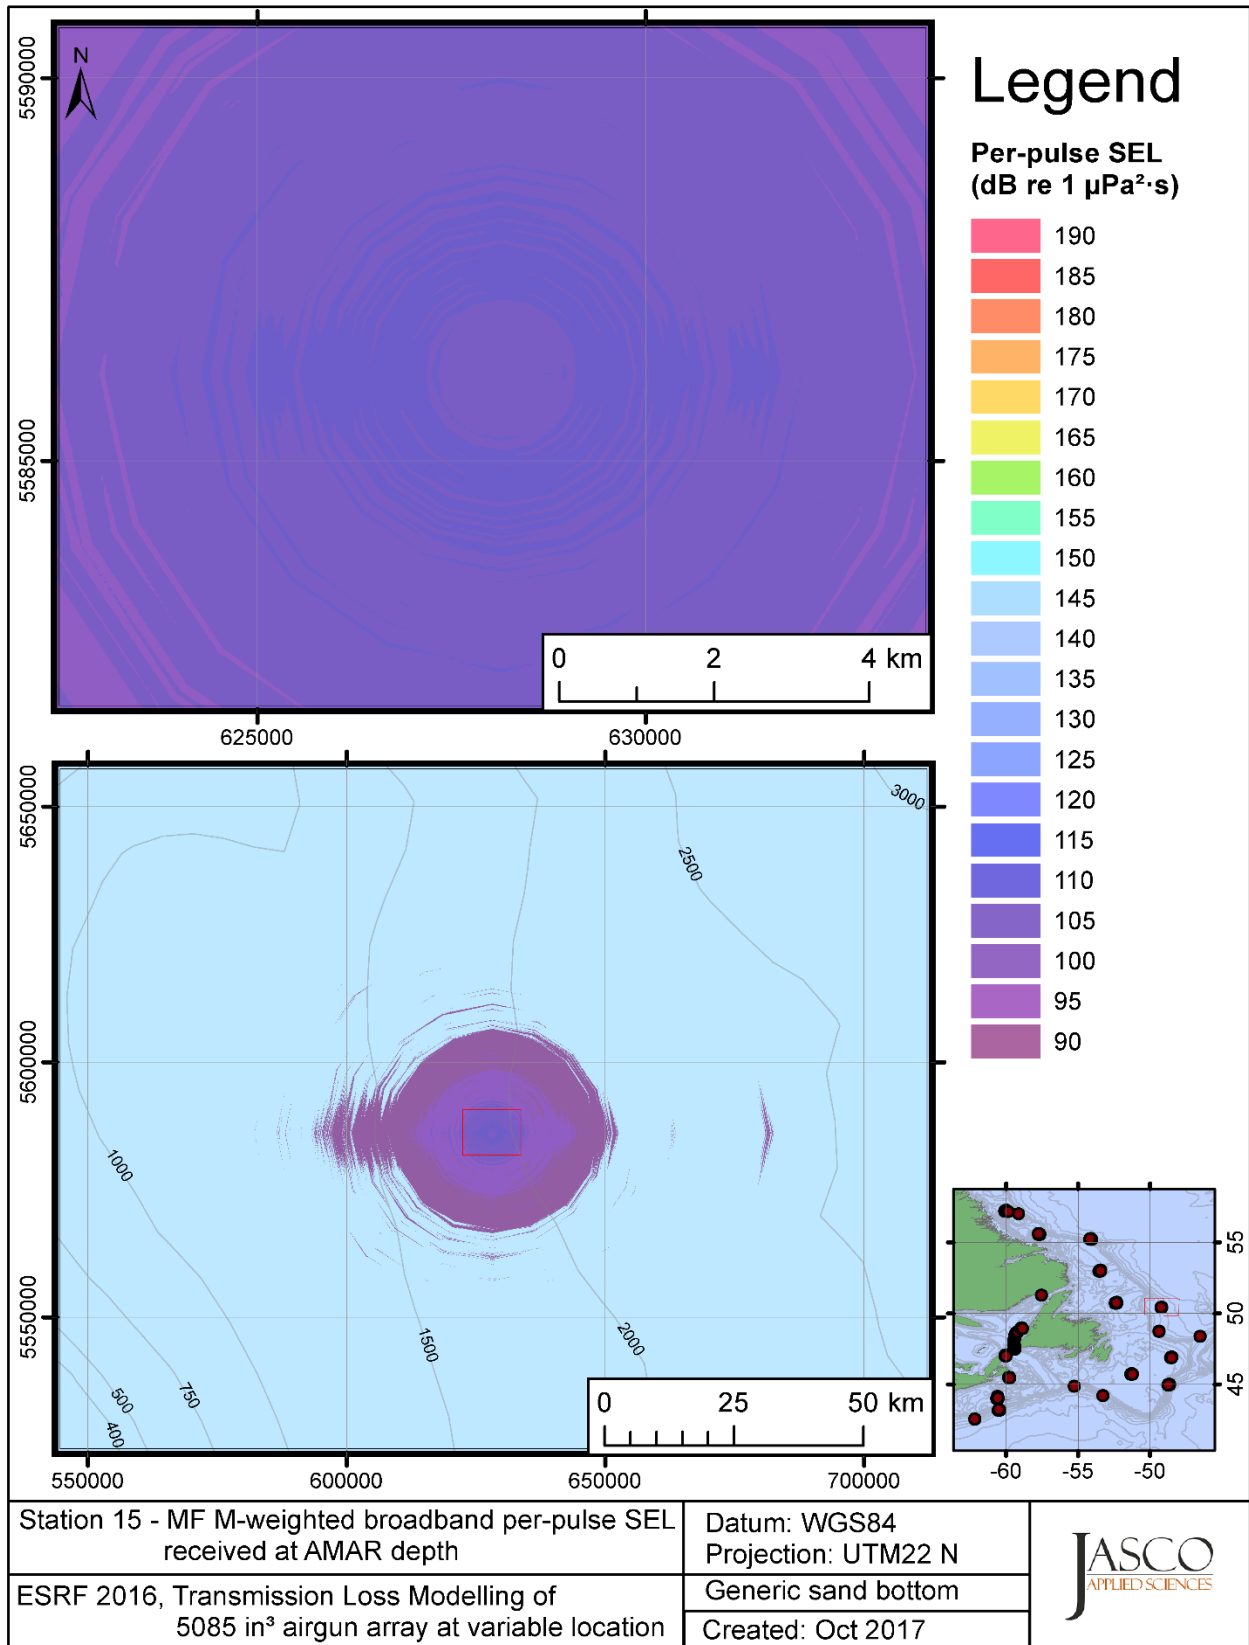 N
5590000
5585000
0 2 4 km
625000 630000
Legend
Per-pulse SEL
(dB re 1 µPa²·s)
190
185
180
175
170
165
160
155
150
145
140
135
130
125
120
115
110
105
100
95
90
5650000
5600000
5550000
3000
2500
1000
1500
2000
750
500
400
0 25 50 km
550000 600000 650000 700000
55
50
45
-60 -55 -50
Station 15 - MF M-weighted broadband per-pulse SEL
received at AMAR depth
ESRF 2016, Transmission Loss Modelling of
5085 in³ airgun array at variable location
Datum: WGS84
Projection: UTM22 N
Generic sand bottom
Created: Oct 2017
JASCO
APPLIED SCIENCES